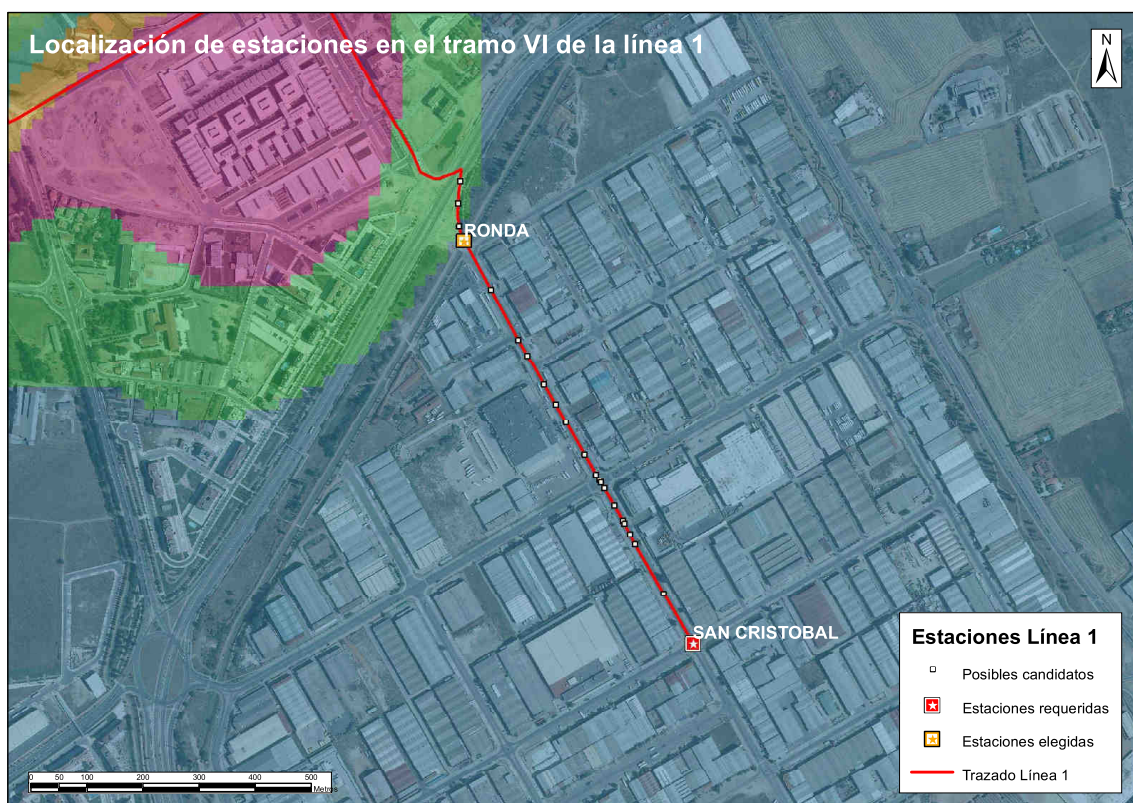 Localización de estaciones en el tramo VI de la línea 1
N
RONDA
SAN CRISTOBAL
Estaciones Línea 1
Posibles candidatos
Estaciones requeridas
Estaciones elegidas
Trazado Línea 1
0 50 100 200 300 400 500
Metros